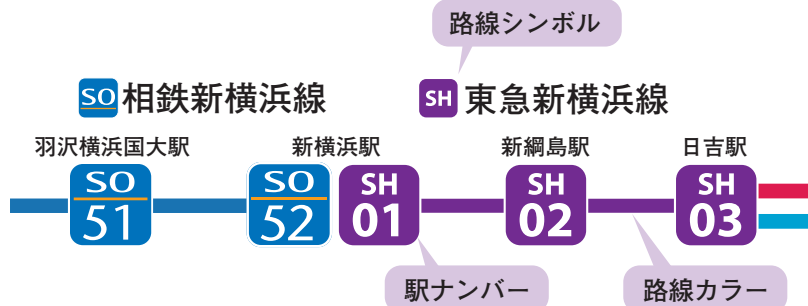 路線シンボル
SO 相鉄新横浜線
SH 東急新横浜線
羽沢横浜国大駅
新横浜駅
新綱島駅
日吉駅
SO
51
SO
52
SH
01
SH
02
SH
03
駅ナンバー
路線カラー